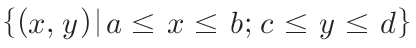 {(x, y)|a ≤ x ≤ b; c ≤ y ≤ d}